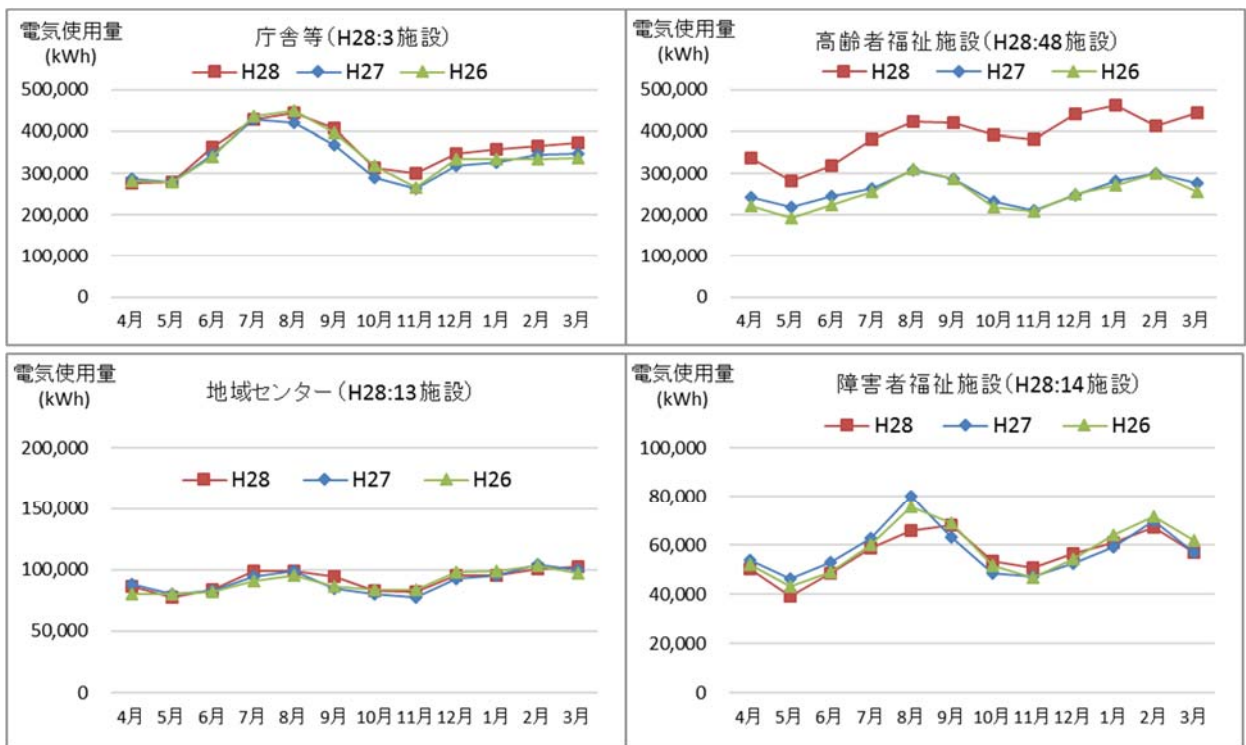 電気使用量
(kWh)
庁舎等(H28:3施設)
H28 H27 H26
500,000
400,000
300,000
200,000
100,000
0
4月 5月 6月 7月 8月 9月 10月 11月 12月 1月 2月 3月
電気使用量
(kWh)
高齢者福祉施設(H28:48施設)
H28 H27 H26
500,000
400,000
300,000
200,000
100,000
0
4月 5月 6月 7月 8月 9月 10月 11月 12月 1月 2月 3月
電気使用量
(kWh)
地域センター(H28:13施設)
H28 H27 H26
200,000
150,000
100,000
50,000
0
4月 5月 6月 7月 8月 9月 10月 11月 12月 1月 2月 3月
電気使用量
(kWh)
障害者福祉施設(H28:14施設)
H28 H27 H26
100,000
80,000
60,000
40,000
20,000
0
4月 5月 6月 7月 8月 9月 10月 11月 12月 1月 2月 3月